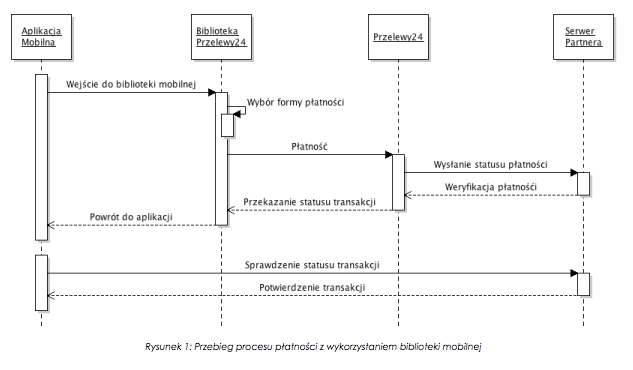 Aplikacja
Mobilna
Biblioteka
Przelewy24
Przelewy24
Serwer
Partnera
Wejście do biblioteki mobilnej
Wybór formy płatności
Płatność
Wysłanie statusu płatności
Weryfikacja płatnośći
Przekazanie statusu transakcji
Powrót do aplikacji
Sprawdzenie statusu transakcji
Potwierdzenie transakcji
Rysunek 1: Przebieg procesu płatności z wykorzystaniem biblioteki mobilnej